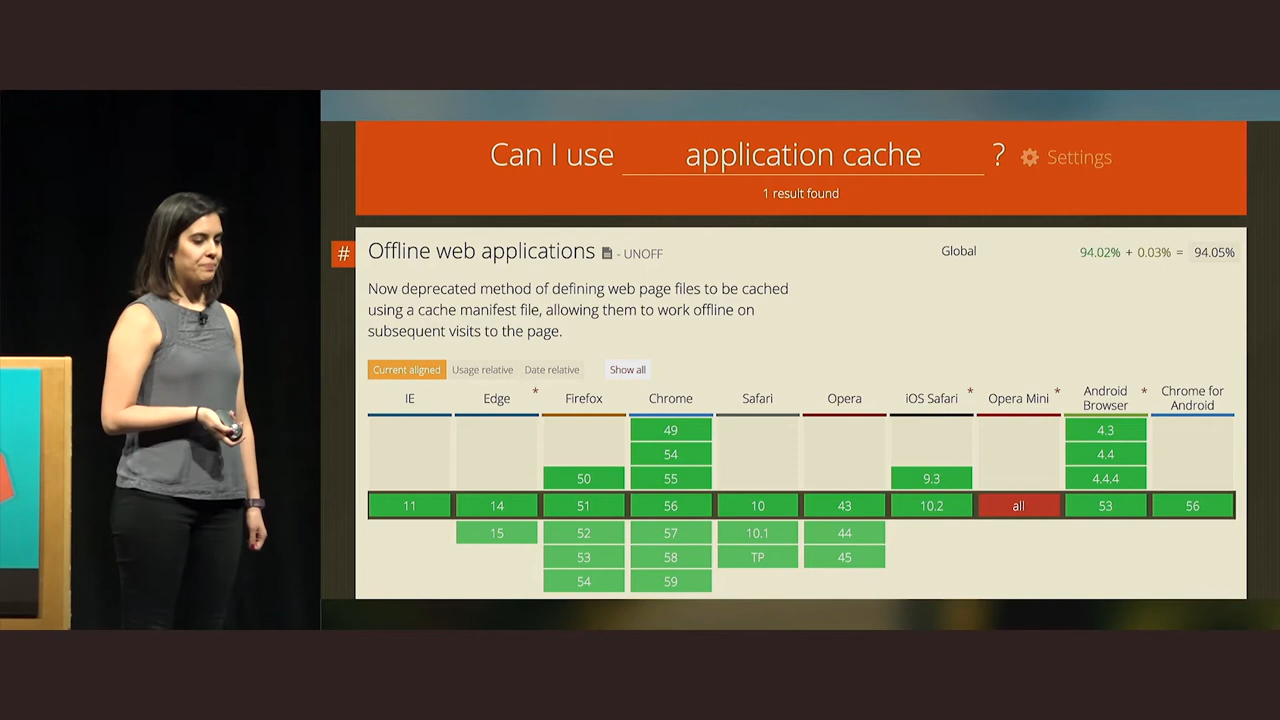 Can I use application cache ? Settings
1 result found
# Offline web applications - UNOFF Global 94.02% + 0.03% = 94.05%
Now deprecated method of defining web page files to be cached
using a cache manifest file, allowing them to work offline on
subsequent visits to the page.
Current aligned Usage relative Date relative Show all
IE Edge * Firefox Chrome Safari Opera iOS Safari * Opera Mini * Android Browser * Chrome for Android
49 4.3
54 4.4
50 55 9.3 4.4.4
11 14 51 56 10 43 10.2 all 53 56
15 52 57 10.1 44
53 58 TP 45
54 59